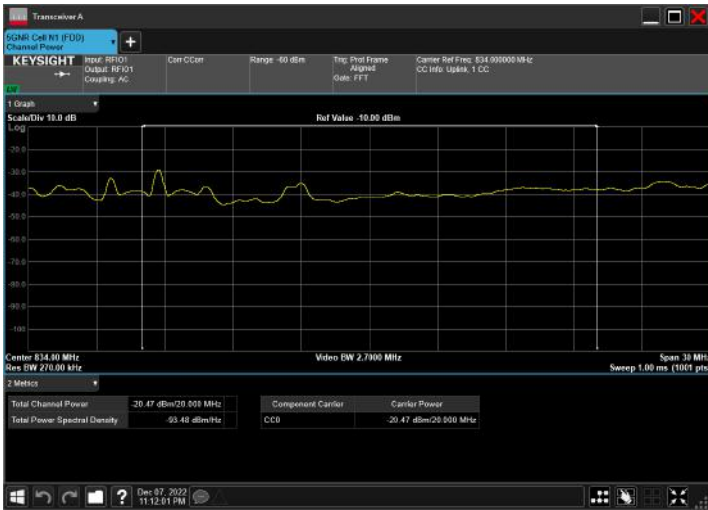 Transceiver A
5GNR Cell N1 (FDD)
Channel Power
+
KEYSIGHT
Input: RFIO1
Output: RFIO1
Coupling: AC
Corr CCorr
Range: -60 dBm
Trig: Prot Frame
Aligned
Gate: FFT
Carrier Ref Freq: 834.000000 MHz
CC Info: Uplink, 1 CC
1 Graph
Scale/Div 10.0 dB
Ref Value -10.00 dBm
Log
-20.0
-30.0
-40.0
-50.0
-60.0
-70.0
-80.0
-90.0
-100
Center 834.00 MHz
Video BW 2.7000 MHz
Span 30 MHz
Res BW 270.00 kHz
Sweep 1.00 ms (1001 pts
2 Metrics
Total Channel Power -20.47 dBm/20.000 MHz
Total Power Spectral Density -93.48 dBm/Hz
Component Carrier Carrier Power
CC0 -20.47 dBm/20.000 MHz
?
Dec 07, 2022
11:12:01 PM